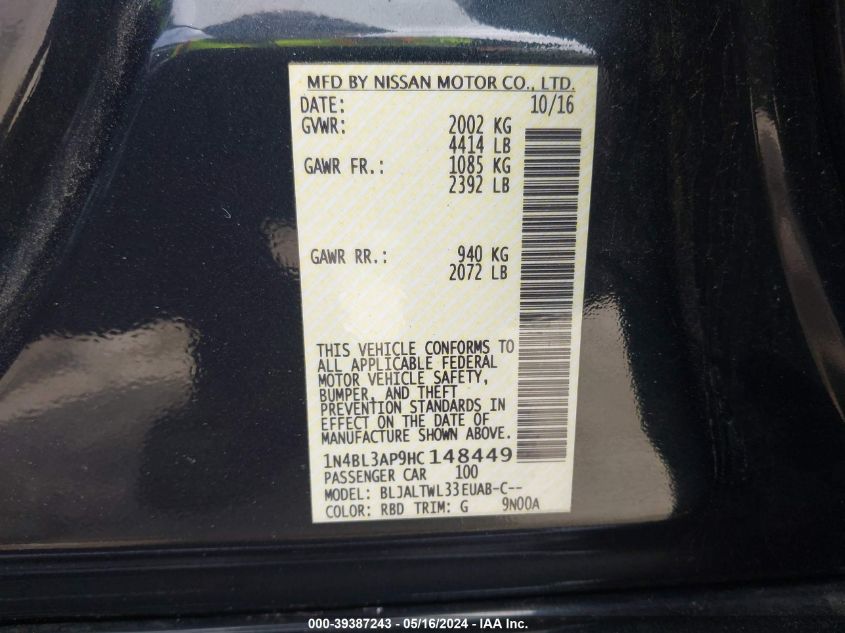 MFD BY NISSAN MOTOR CO., LTD.
DATE: 10/16
GVWR: 2002 KG
4414 LB
GAWR FR.: 1085 KG
2392 LB
GAWR RR.: 940 KG
2072 LB
THIS VEHICLE CONFORMS TO
ALL APPLICABLE FEDERAL
MOTOR VEHICLE SAFETY,
BUMPER, AND THEFT
PREVENTION STANDARDS IN
EFFECT ON THE DATE OF
MANUFACTURE SHOWN ABOVE.
1N4BL3AP9HC 148449
PASSENGER CAR 100
MODEL: BLJALTWL33EUAB-C--
COLOR: RBD TRIM: G 9N00A
000-39387243 - 05/16/2024 - IAA Inc.